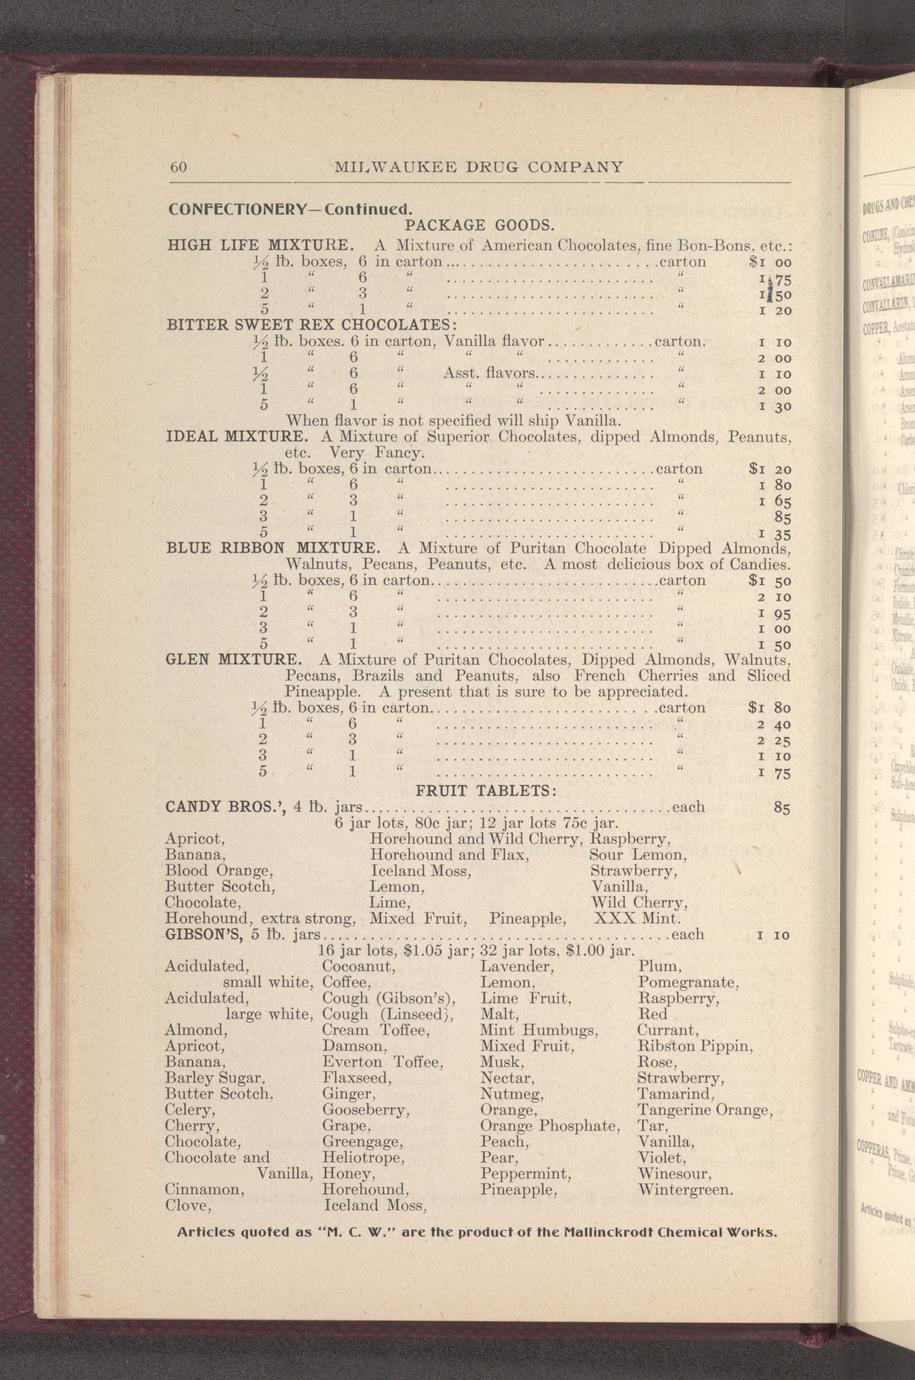 60 MILWAUKEE DRUG COMPANY
CONFECTIONERY—Continued.
PACKAGE GOODS.
HIGH LIFE MIXTURE. A Mixture of American Chocolates, fine Bon-Bons, etc.:
½ lb. boxes, 6 in carton...........................carton $1 00
1 “ 6 “ ........................... “ 1 75
2 “ 3 “ ........................... “ 1 50
5 “ 1 “ ........................... “ 1 20
BITTER SWEET REX CHOCOLATES:
½ lb. boxes. 6 in carton, Vanilla flavor.............carton. 1 10
1 “ 6 “ “ “ ............. “ 2 00
½ “ 6 “ Asst. flavors............... “ 1 10
1 “ 6 “ “ “ ............... “ 2 00
5 “ 1 “ “ “ ............. “ 1 30
When flavor is not specified will ship Vanilla.
IDEAL MIXTURE. A Mixture of Superior Chocolates, dipped Almonds, Peanuts,
etc. Very Fancy.
½ lb. boxes, 6 in carton............................carton $1 20
1 “ 6 “ ........................... “ 1 80
2 “ 3 “ ........................... “ 1 65
3 “ 1 “ ........................... “ 85
5 “ 1 “ ........................... “ 1 35
BLUE RIBBON MIXTURE. A Mixture of Puritan Chocolate Dipped Almonds,
Walnuts, Pecans, Peanuts, etc. A most delicious box of Candies.
½ lb. boxes, 6 in carton............................carton $1 50
1 “ 6 “ ........................... “ 2 10
2 “ 3 “ ........................... “ 1 95
3 “ 1 “ ........................... “ 1 00
5 “ 1 “ ........................... “ 1 50
GLEN MIXTURE. A Mixture of Puritan Chocolates, Dipped Almonds, Walnuts,
Pecans, Brazils and Peanuts, also French Cherries and Sliced
Pineapple. A present that is sure to be appreciated.
½ lb. boxes, 6 in carton............................carton $1 80
1 “ 6 “ ........................... “ 2 40
2 “ 3 “ ........................... “ 2 25
3 “ 1 “ ........................... “ 1 10
5 “ 1 “ ........................... “ 1 75
FRUIT TABLETS:
CANDY BROS.', 4 lb. jars.......................................each 85
6 jar lots, 80c jar; 12 jar lots 75c jar.
Apricot, Horehound and Wild Cherry, Raspberry,
Banana, Horehound and Flax, Sour Lemon,
Blood Orange, Iceland Moss, Strawberry,
Butter Scotch, Lemon, Vanilla,
Chocolate, Lime, Wild Cherry,
Horehound, extra strong, Mixed Fruit, Pineapple, XXX Mint.
GIBSON'S, 5 lb. jars............................................each 1 10
16 jar lots, $1.05 jar; 32 jar lots, $1.00 jar.
Acidulated, Cocoanut, Lavender, Plum,
small white, Coffee, Lemon, Pomegranate,
Acidulated, Cough (Gibson's), Lime Fruit, Raspberry,
large white, Cough (Linseed), Malt, Red
Almond, Cream Toffee, Mint Humbugs, Currant,
Apricot, Damson, Mixed Fruit, Ribston Pippin,
Banana, Everton Toffee, Musk, Rose,
Barley Sugar, Flaxseed, Nectar, Strawberry,
Butter Scotch. Ginger, Nutmeg, Tamarind,
Celery, Gooseberry, Orange, Tangerine Orange,
Cherry, Grape, Orange Phosphate, Tar,
Chocolate, Greengage, Peach, Vanilla,
Chocolate and Heliotrope, Pear, Violet,
Vanilla, Honey, Peppermint, Winesour,
Cinnamon, Horehound, Pineapple, Wintergreen.
Clove, Iceland Moss,
Articles quoted as "M. C. W." are the product of the Mallinckrodt Chemical Works.
DRUGS AND CHE
CONIINE,
CONVALLAMARIN
CONVALLARIN,
COPPER, Acetate
COPPER AND AMM
COPPERAS, Prime,
Articles quoted as